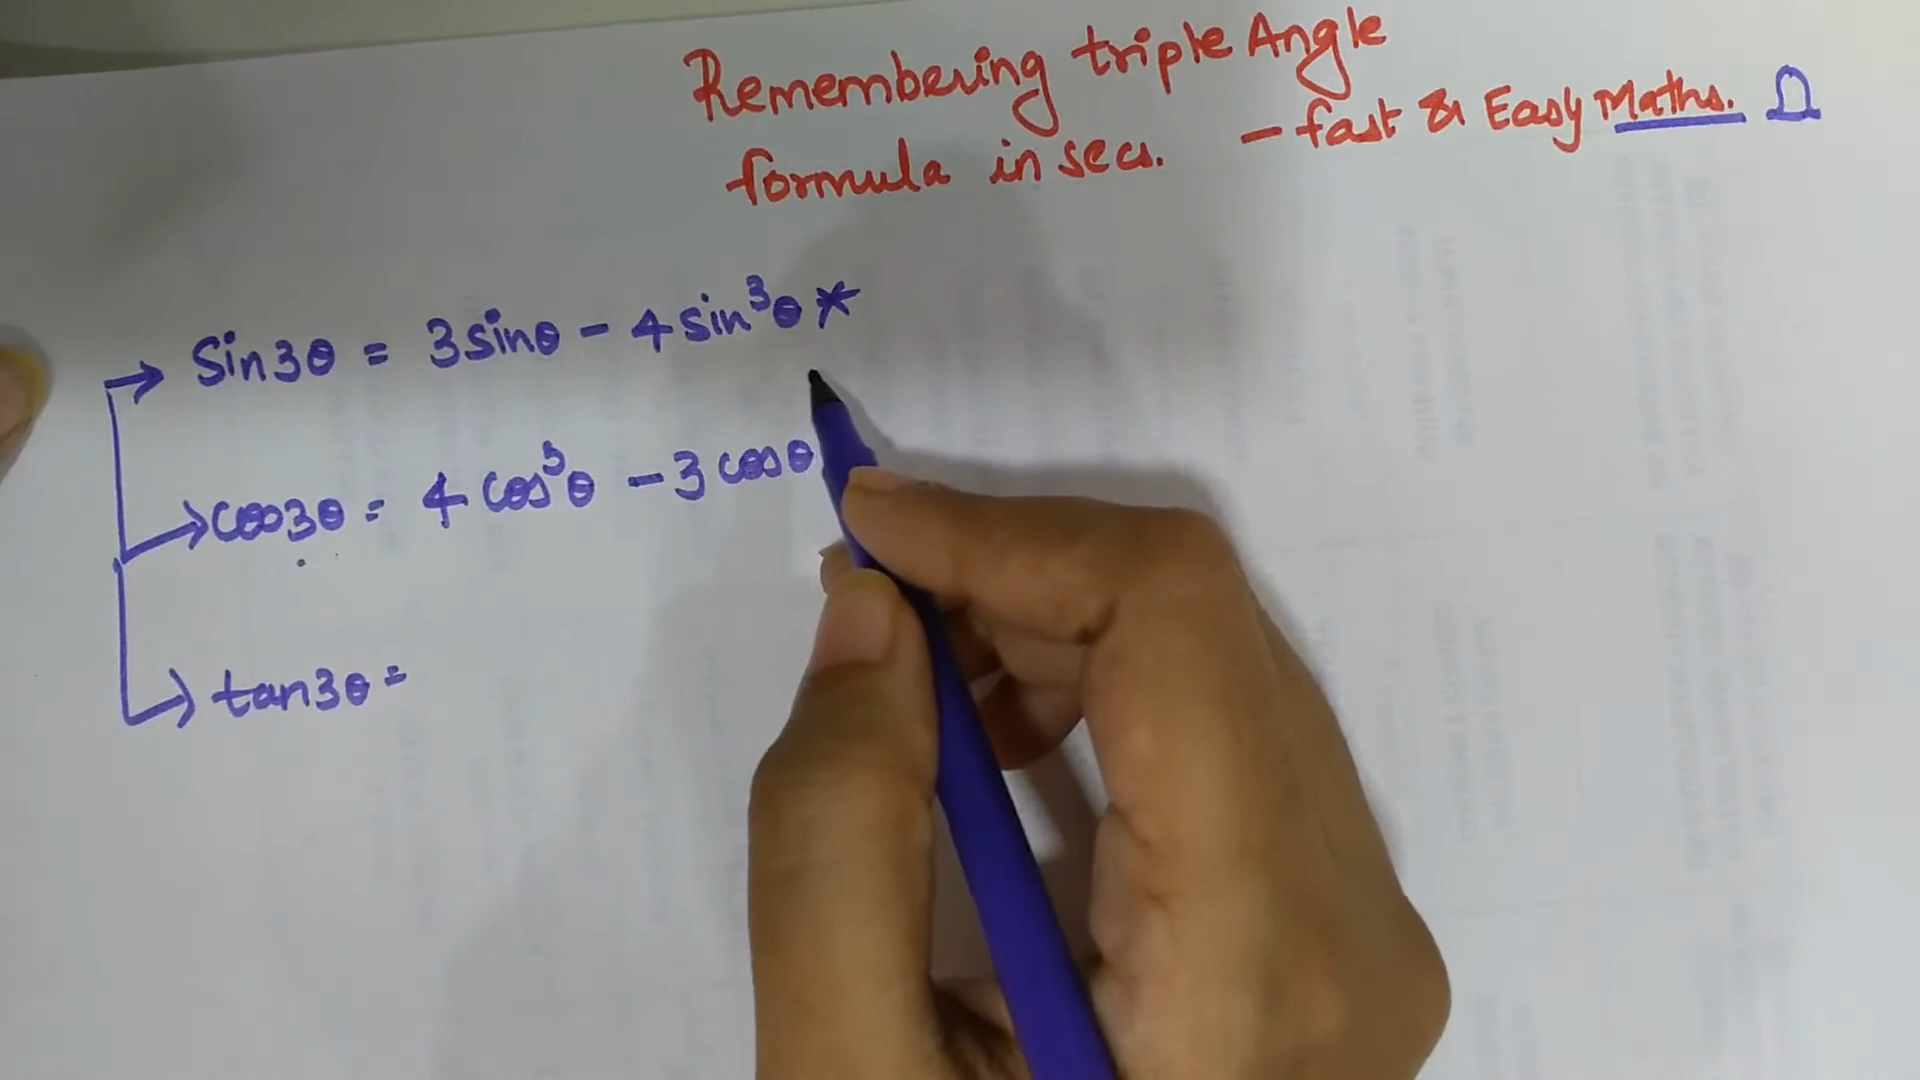 Remembering triple Angle
formula in secs.
- fast & Easy Maths.
Sin3θ = 3sinθ - 4sin³θ *
cos3θ = 4cos³θ - 3cosθ
tan3θ =